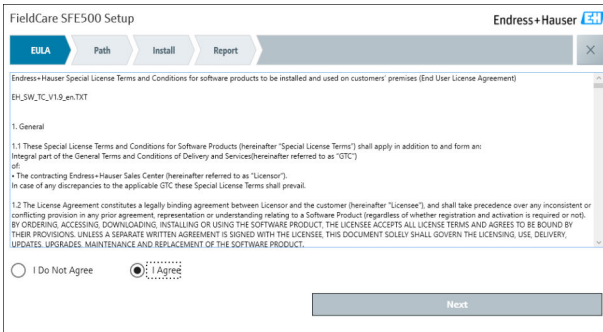 FieldCare SFE500 Setup
Endress+Hauser EH
EULA
Path
Install
Report
Endress+Hauser Special License Terms and Conditions for software products to be installed and used on customers' premises (End User License Agreement)
EH_SW_TC_V1.9_en.TXT
1. General
1.1 These Special License Terms and Conditions for Software Products (hereinafter "Special License Terms") shall apply in addition to and form an:
Integral part of the General Terms and Conditions of Delivery and Services(hereinafter referred to as "GTC")
of:
• The contracting Endress+Hauser Sales Center (hereinafter referred to as "Licensor").
In case of any discrepancies to the applicable GTC these Special License Terms shall prevail.
1.2 The License Agreement constitutes a legally binding agreement between Licensor and the customer (hereinafter "Licensee"), and shall take precedence over any inconsistent or
conflicting provision in any prior agreement, representation or understanding relating to a Software Product (regardless of whether registration and activation is required or not).
BY ORDERING, ACCESSING, DOWNLOADING, INSTALLING OR USING THE SOFTWARE PRODUCT, THE LICENSEE ACCEPTS ALL LICENSE TERMS AND AGREES TO BE BOUND BY
THEIR PROVISIONS. UNLESS A SEPARATE WRITTEN AGREEMENT IS SIGNED WITH THE LICENSEE, THIS DOCUMENT SOLELY SHALL GOVERN THE LICENSING, USE, DELIVERY,
UPDATES, UPGRADES, MAINTENANCE AND REPLACEMENT OF THE SOFTWARE PRODUCT.
I Do Not Agree
I Agree
Next